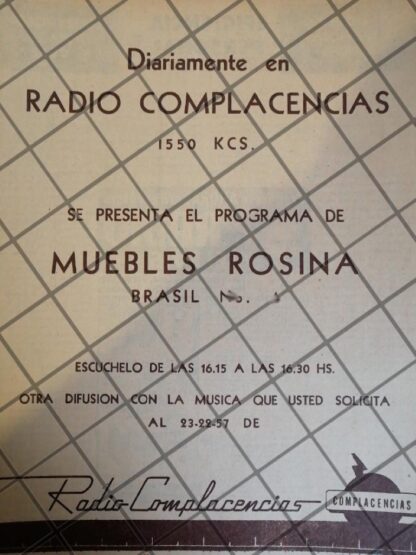 Diariamente en
RADIO COMPLACENCIAS
1550 KCS.
SE PRESENTA EL PROGRAMA DE
MUEBLES ROSINA
BRASIL No.
ESCUCHELO DE LAS 16.15 A LAS 16.30 HS.
OTRA DIFUSION CON LA MUSICA QUE USTED SOLICITA
AL 23-22-57 DE
Radio Complacencias
COMPLACENCIAS